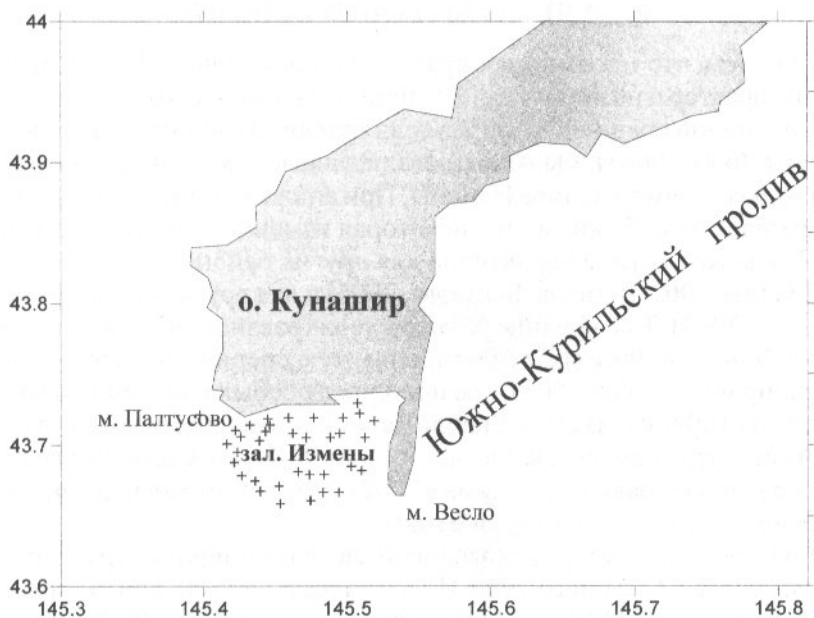 44
43.9
43.8
43.7
43.6
о. Кунашир
Южно-Курильский пролив
м. Палтусово
зал. Измены
м. Весло
145.3 145.4 145.5 145.6 145.7 145.8